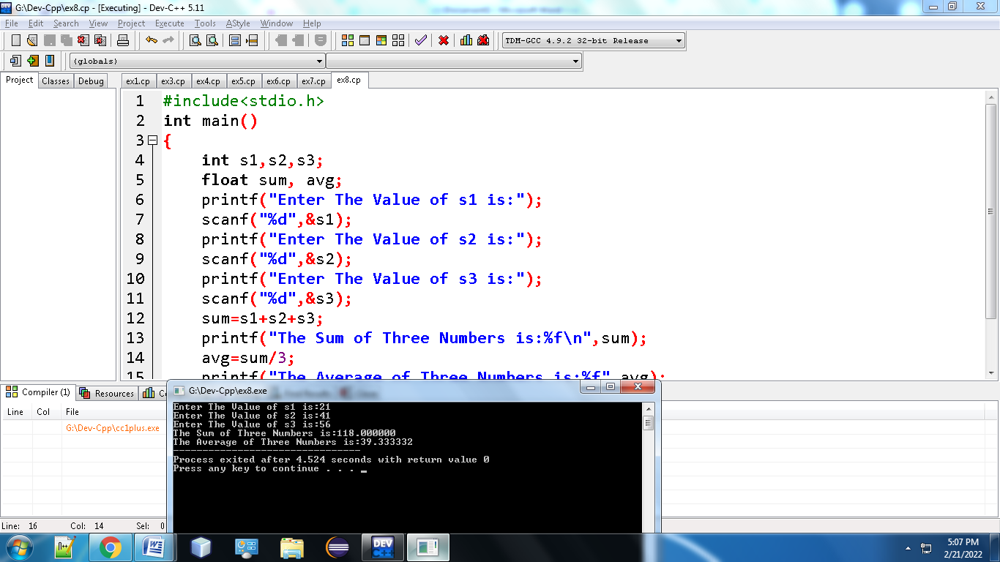 G:\Dev-Cpp\ex8.cp - [Executing] - Dev-C++ 5.11
File Edit Search View Project Execute Tools AStyle Window Help
TDM-GCC 4.9.2 32-bit Release
(globals)
Project Classes Debug
ex1.cp ex3.cp ex4.cp ex5.cp ex6.cp ex7.cp ex8.cp
1 #include<stdio.h>
2 int main()
3 {
4 int s1,s2,s3;
5 float sum, avg;
6 printf("Enter The Value of s1 is:");
7 scanf("%d",&s1);
8 printf("Enter The Value of s2 is:");
9 scanf("%d",&s2);
10 printf("Enter The Value of s3 is:");
11 scanf("%d",&s3);
12 sum=s1+s2+s3;
13 printf("The Sum of Three Numbers is:%f\n",sum);
14 avg=sum/3;
15 printf("The Average of Three Numbers is:%f",avg);
Compiler (1) Resources Co
Line Col File
G:\Dev-Cpp\cc1plus.exe
G:\Dev-Cpp\ex8.exe
Enter The Value of s1 is:21
Enter The Value of s2 is:41
Enter The Value of s3 is:56
The Sum of Three Numbers is:118.000000
The Average of Three Numbers is:39.333332
--------------------------------
Process exited after 4.524 seconds with return value 0
Press any key to continue . . .
Line: 16 Col: 14 Sel: 0
N++
W
DEV
C++
5:07 PM
2/21/2022